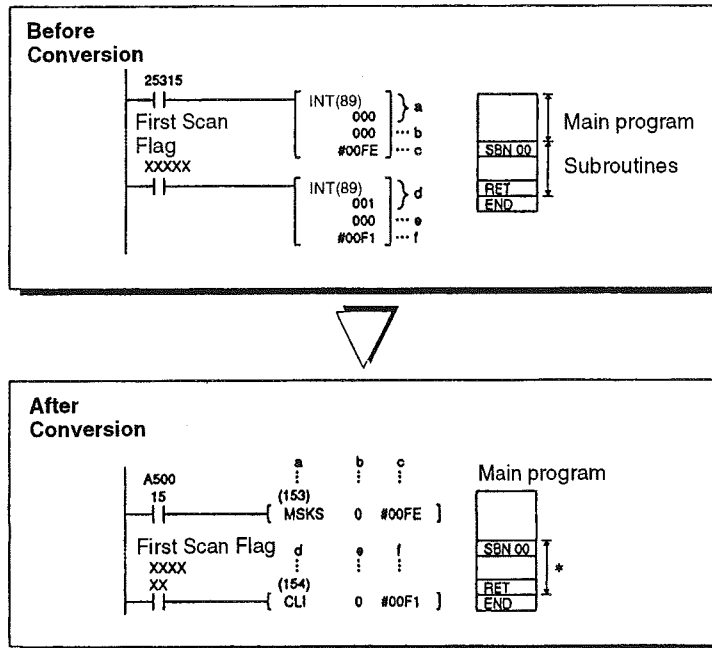 Before
Conversion
25315
First Scan
Flag
XXXXX
INT(89)
000 a
000 ··· b
#00FE ··· c
INT(89)
001 d
000 ··· e
#00F1 ··· f
Main program
SBN 00
Subroutines
RET
END
After
Conversion
a b c
A500
15
(153)
MSKS 0 #00FE
First Scan Flag
d e f
XXXX
XX
(154)
CLI 0 #00F1
Main program
SBN 00
*
RET
END